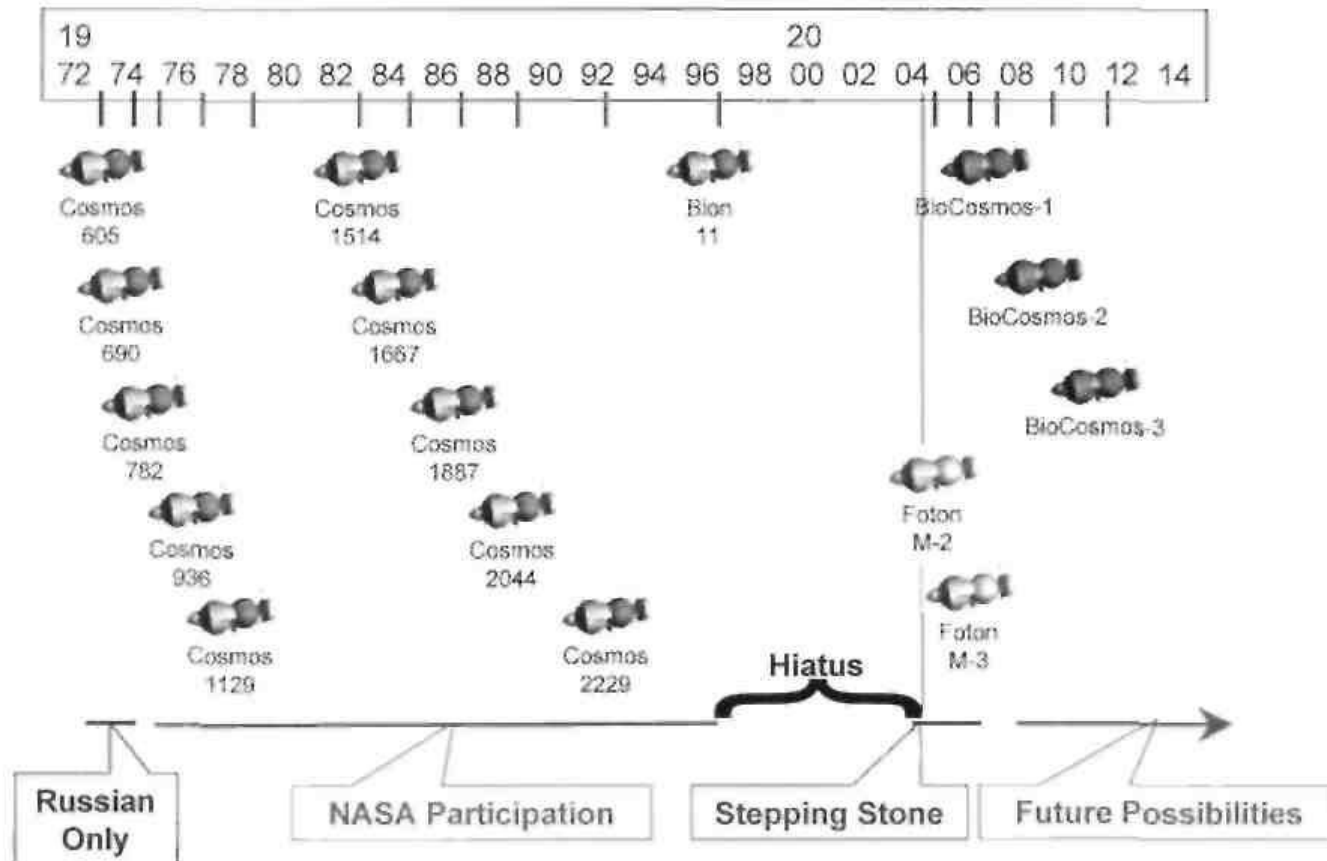 19 20
72 74 76 78 80 82 84 86 88 90 92 94 96 98 00 02 04 06 08 10 12 14
Cosmos
605
Cosmos
1514
Bion
11
BioCosmos-1
Cosmos
690
Cosmos
1667
BioCosmos-2
Cosmos
782
Cosmos
1887
BioCosmos-3
Cosmos
936
Cosmos
2044
Foton
M-2
Cosmos
1129
Cosmos
2229
Foton
M-3
Hiatus
Russian
Only
NASA Participation
Stepping Stone
Future Possibilities